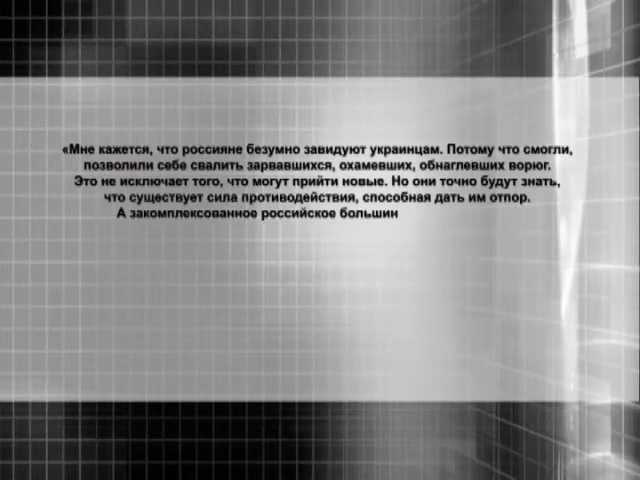 «Мне кажется, что россияне безумно завидуют украинцам. Потому что смогли,
позволили себе свалить зарвавшихся, охамевших, обнаглевших ворюг.
Это не исключает того, что могут прийти новые. Но они точно будут знать,
что существует сила противодействия, способная дать им отпор.
А закомплексованное российское большин